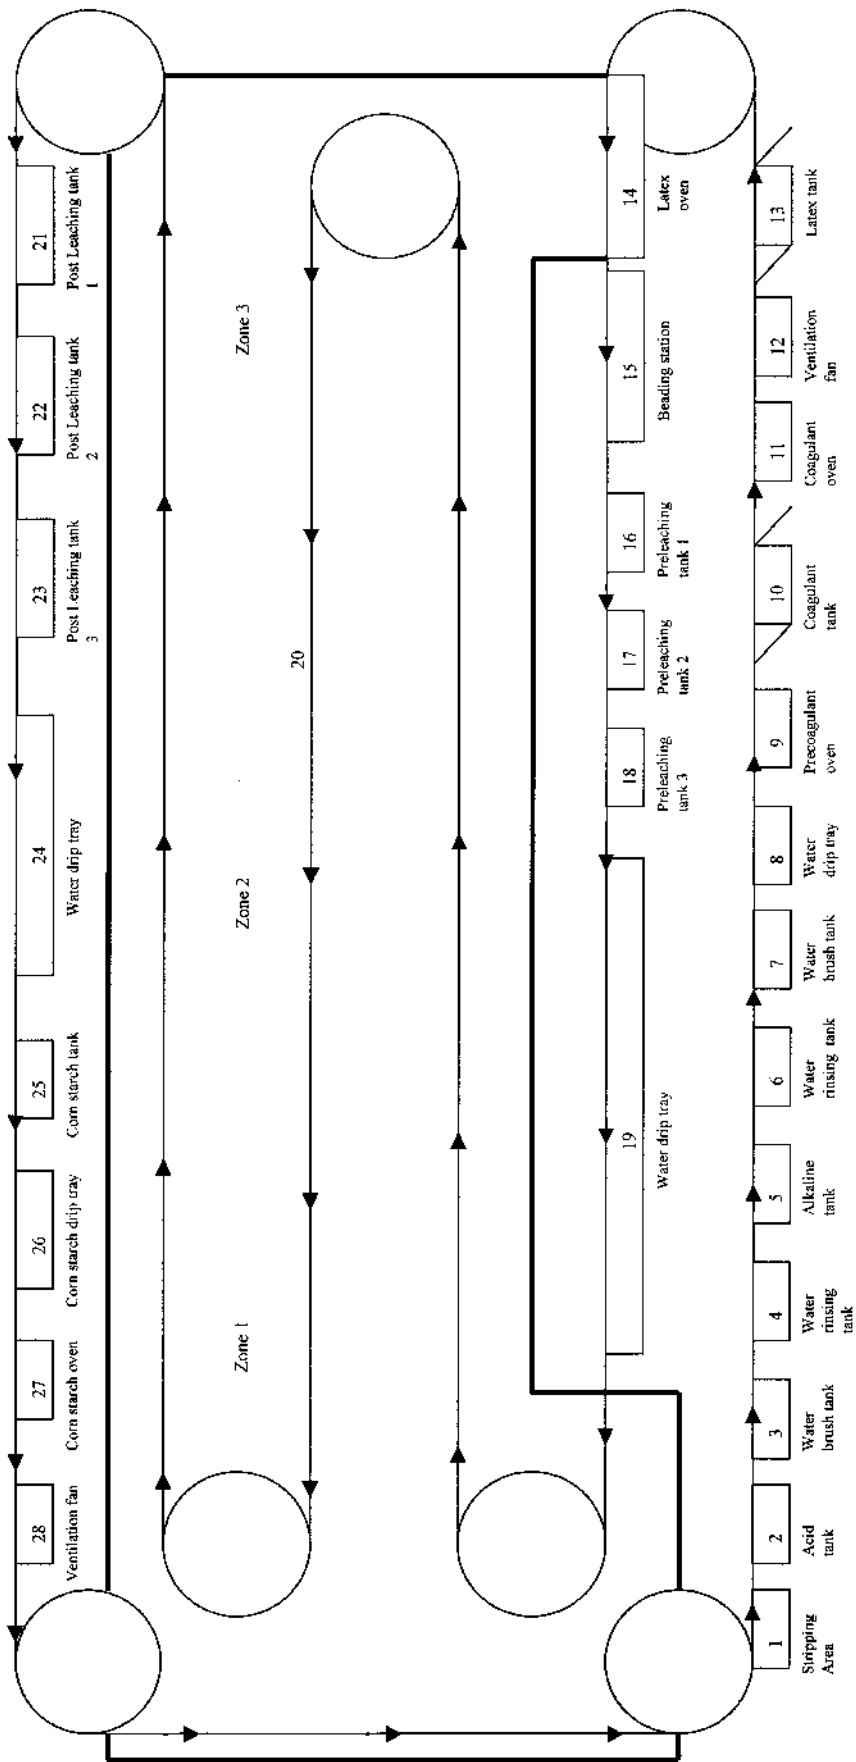 21
Post Leaching tank
1
22
Post Leaching tank
2
23
Post Leaching tank
3
24
Water drip tray
25
Corn starch tank
26
Corn starch drip tray
27
Corn starch oven
28
Ventilation fan
Zone 3
Zone 2
Zone 1
20
14
Latex
oven
15
Beading station
16
Preleaching
tank 1
17
Preleaching
tank 2
18
Preleaching
tank 3
19
Water drip tray
13
Latex tank
12
Ventilation
fan
11
Coagulant
oven
10
Coagulant
tank
9
Precoagulant
oven
8
Water
drip tray
7
Water
brush tank
6
Water
rinsing tank
5
Alkaline
tank
4
Water
rinsing
tank
3
Water
brush tank
2
Acid
tank
1
Stripping
Area